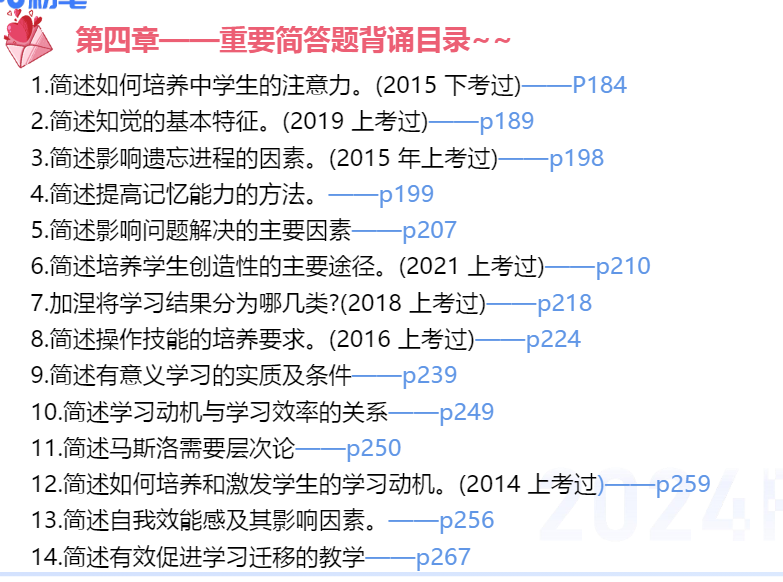 粉笔
第四章——重要简答题背诵目录~~
1.简述如何培养中学生的注意力。(2015 下考过)——P184
2.简述知觉的基本特征。(2019 上考过)——p189
3.简述影响遗忘进程的因素。(2015 年上考过)——p198
4.简述提高记忆能力的方法。——p199
5.简述影响问题解决的主要因素——p207
6.简述培养学生创造性的主要途径。(2021 上考过)——p210
7.加涅将学习结果分为哪几类?(2018 上考过)——p218
8.简述操作技能的培养要求。(2016 上考过)——p224
9.简述有意义学习的实质及条件——p239
10.简述学习动机与学习效率的关系——p249
11.简述马斯洛需要层次论——p250
12.简述如何培养和激发学生的学习动机。(2014 上考过)——p259
13.简述自我效能感及其影响因素。——p256
14.简述有效促进学习迁移的教学——p267
2024